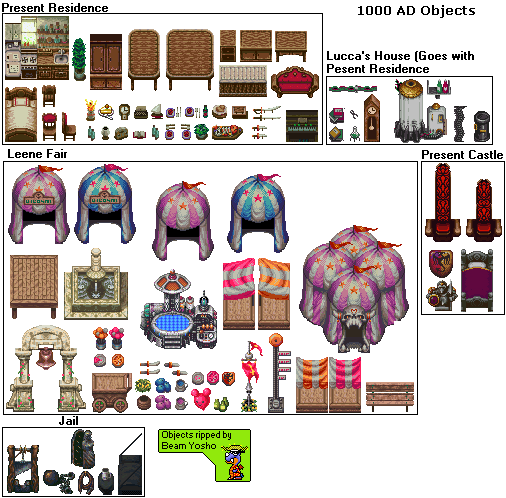 Present Residence
1000 AD Objects
Lucca's House (Goes with
Pesent Residence
Leene Fair
Present Castle
Jail
Objects ripped by
Beam Yosho